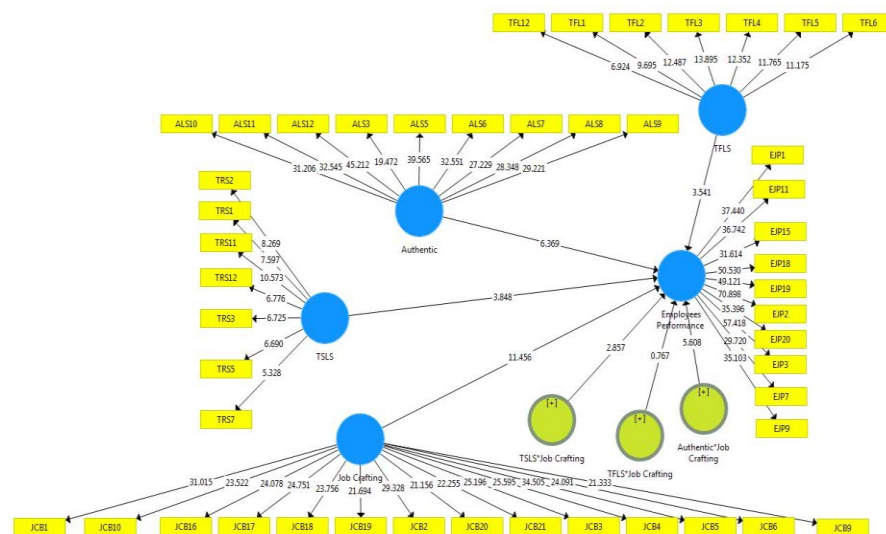 TFL12 TFL1 TFL2 TFL3 TFL4 TFL5 TFL6
6.924 9.695 12.487 13.895 12.352 11.765 11.175
TFLS
3.541
ALS10 ALS11 ALS12 ALS3 ALS5 ALS6 ALS7 ALS8 ALS9
31.206 32.545 45.212 19.472 39.565 32.551 27.229 28.348 29.221
Authentic
6.369
TRS2
TRS1
TRS11
TRS12
TRS3
TRS5
TRS7
8.269
7.597
10.573
6.776
6.725
6.690
5.328
TSLS
3.848
EJP1
EJP11
EJP15
EJP18
EJP19
EJP2
EJP20
EJP3
EJP7
EJP9
37.440
36.742
31.614
50.530
49.121
70.898
35.396
57.418
29.720
35.103
Employees
Performance
11.456
2.857
0.767
5.608
[+]
TSLS*Job Crafting
[+]
TFLS*Job Crafting
[+]
Authentic*Job
Crafting
Job Crafting
31.015 23.522 24.078 24.751 23.756 21.694 29.328 21.156 22.255 25.196 25.595 34.505 24.091 21.333
JCB1 JCB10 JCB16 JCB17 JCB18 JCB19 JCB2 JCB20 JCB21 JCB3 JCB4 JCB5 JCB6 JCB9